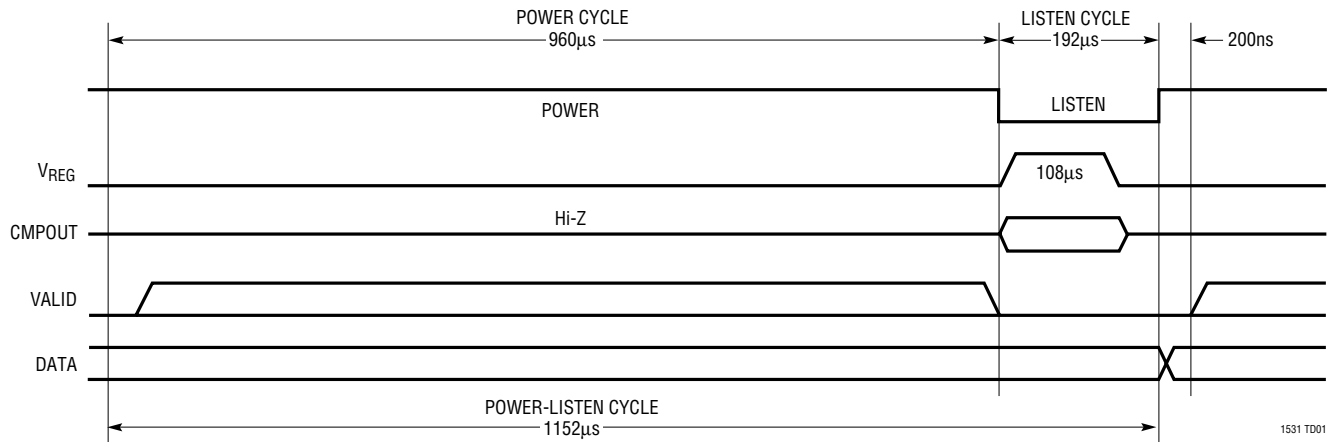 POWER CYCLE
960µs
LISTEN CYCLE
192µs
200ns
POWER
LISTEN
VREG
108µs
CMPOUT
Hi-Z
VALID
DATA
POWER-LISTEN CYCLE
1152µs
1531 TD01